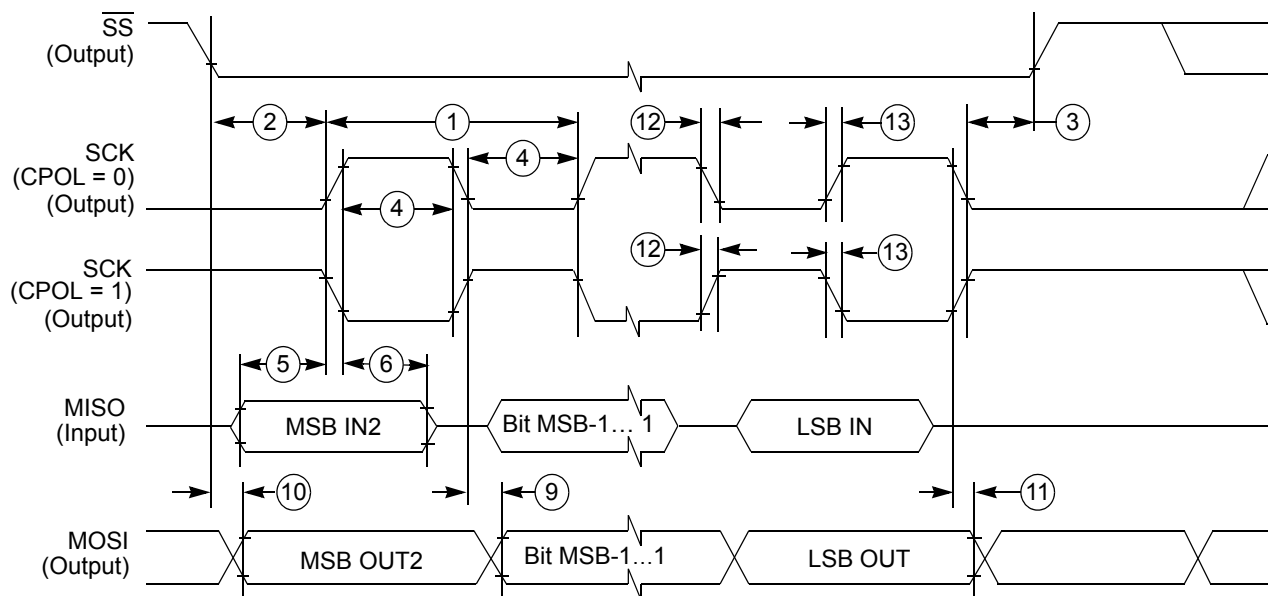 SS
(Output)
2
1
12
13
3
SCK
(CPOL = 0)
(Output)
4
4
SCK
(CPOL = 1)
(Output)
12
13
5
6
MISO
(Input)
MSB IN2
Bit MSB-1… 1
LSB IN
10
9
11
MOSI
(Output)
MSB OUT2
Bit MSB-1…1
LSB OUT